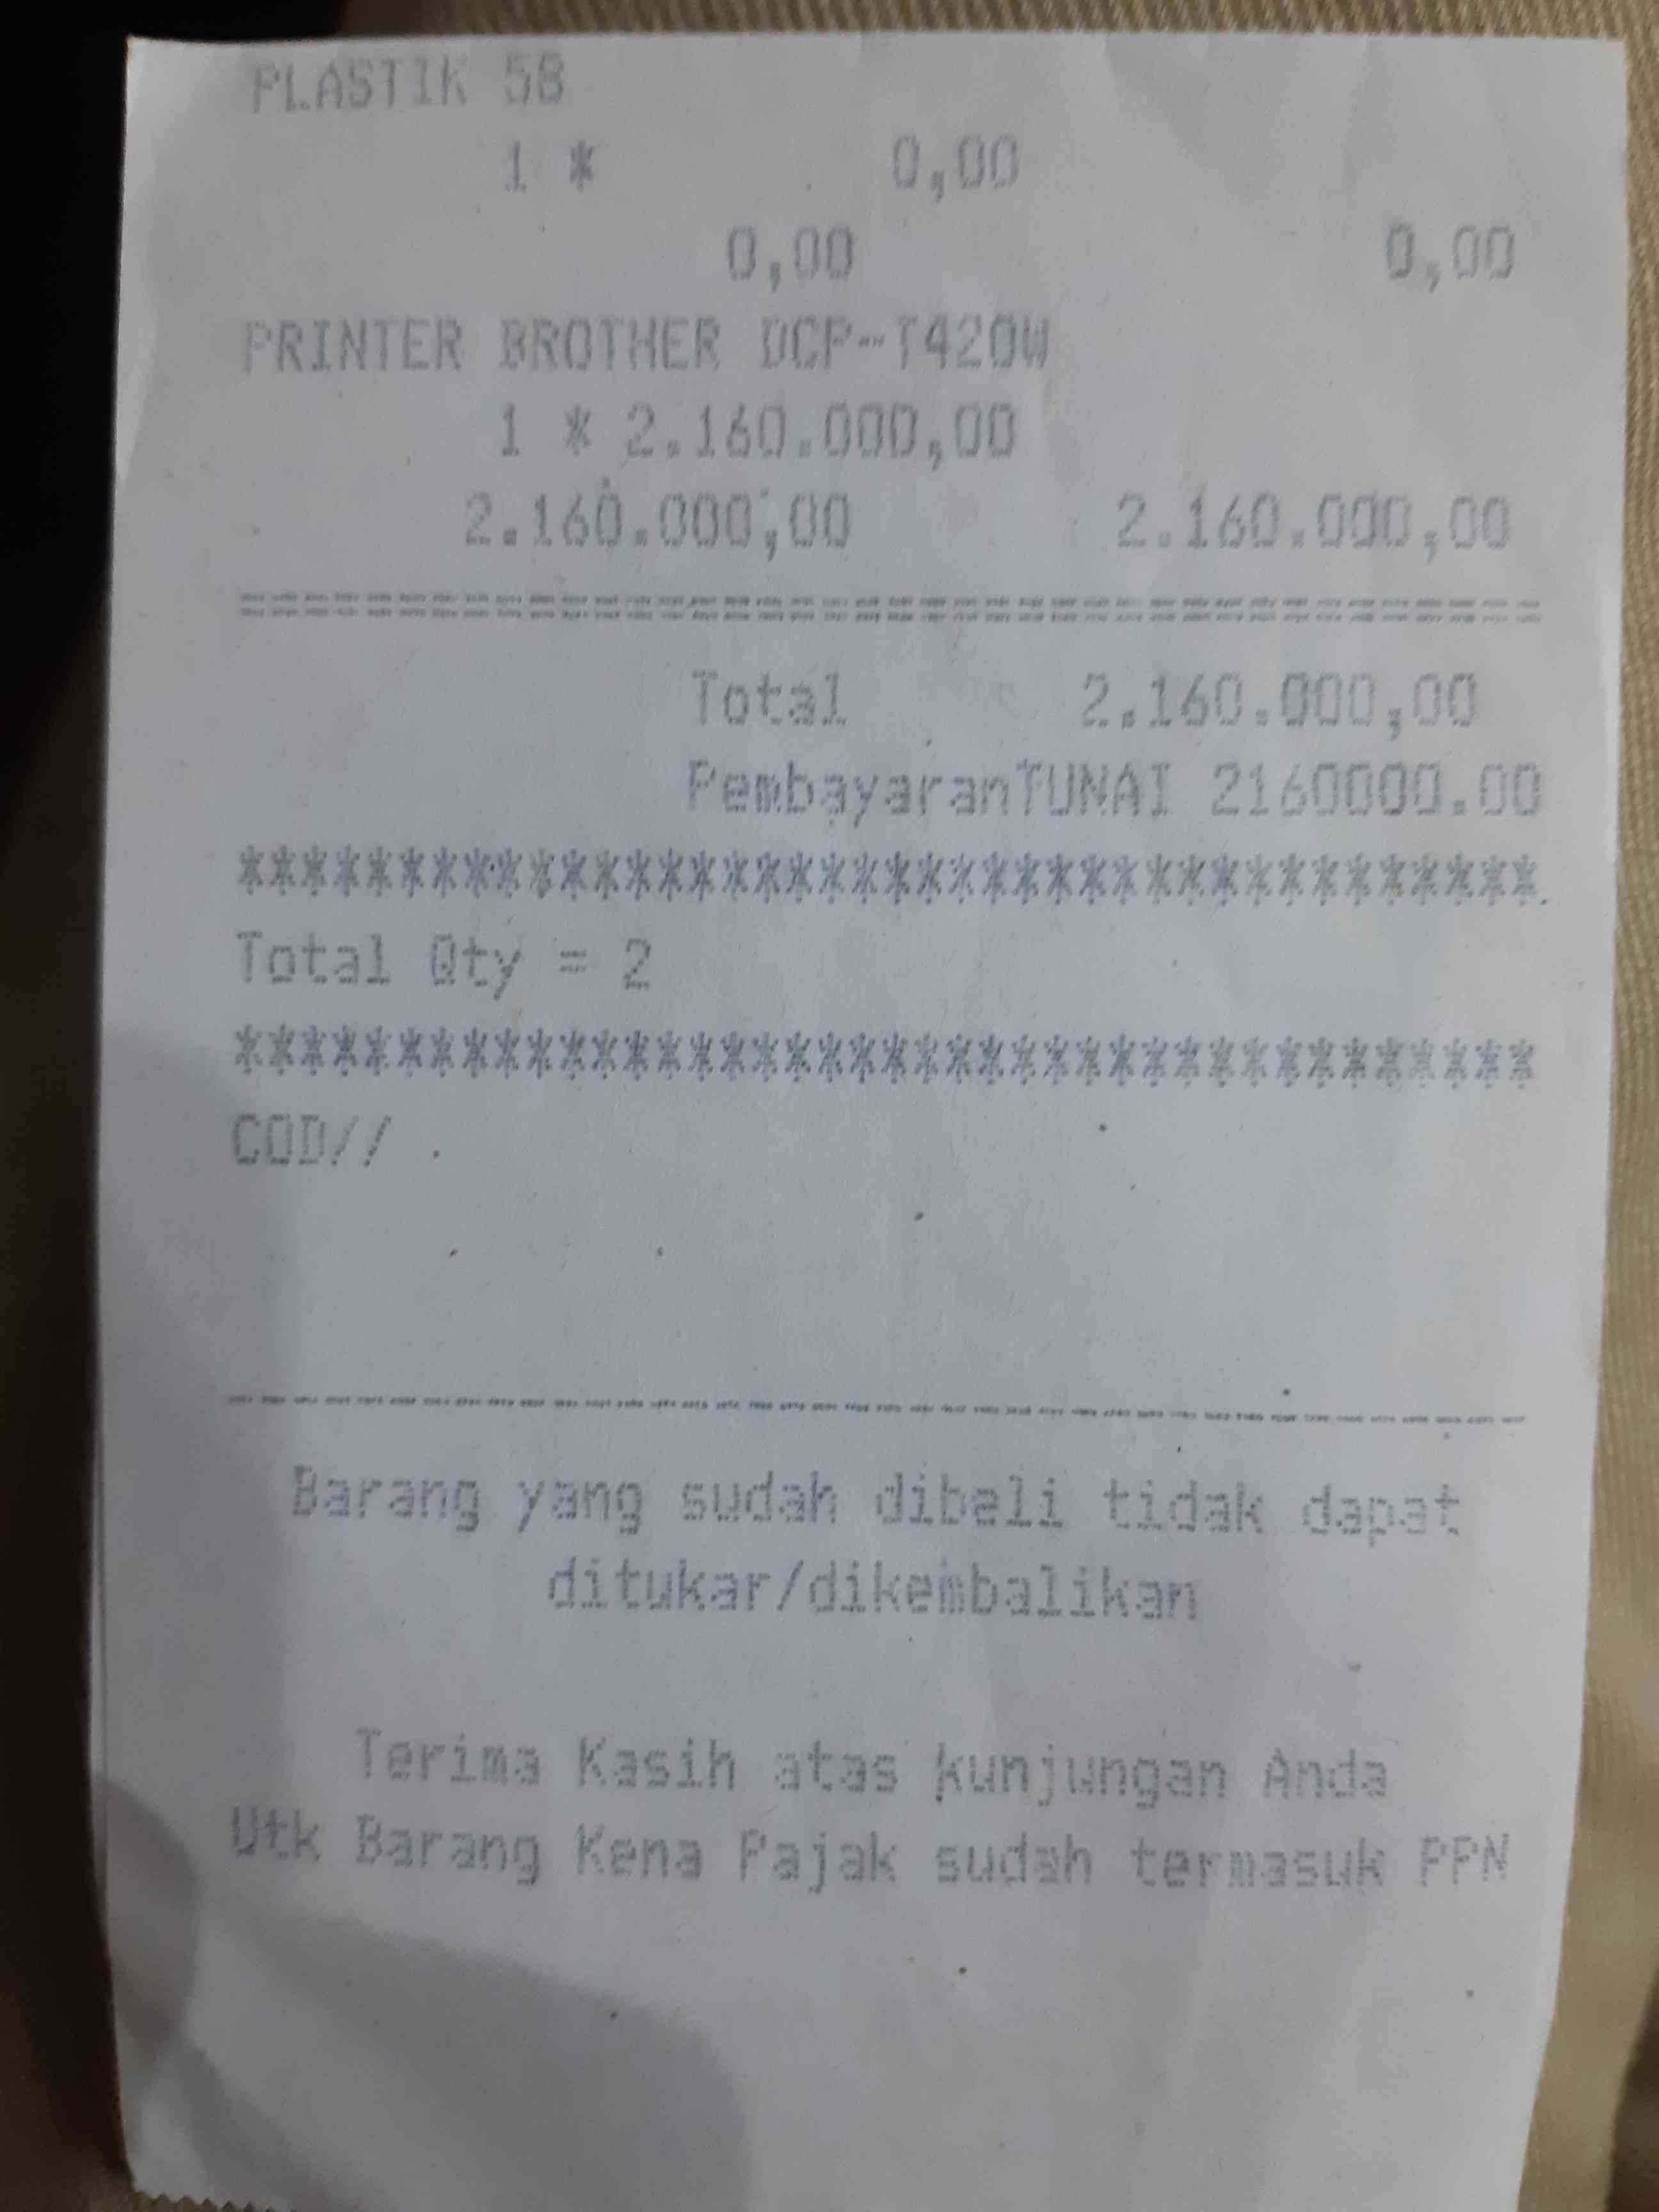 PLASTIK 58
1 * 0,00
0,00 0,00
PRINTER BROTHER DCP-T420W
1 * 2.160.000,00
2.160.000,00 2.160.000,00
========================================
Total 2.160.000,00
PembayaranTUNAI 2160000.00
*****************************************
Total Qty = 2
*****************************************
COD//
----------------------------------------
Barang yang sudah dibeli tidak dapat
ditukar/dikembalikan
Terima Kasih atas kunjungan Anda
Utk Barang Kena Pajak sudah termasuk PPN